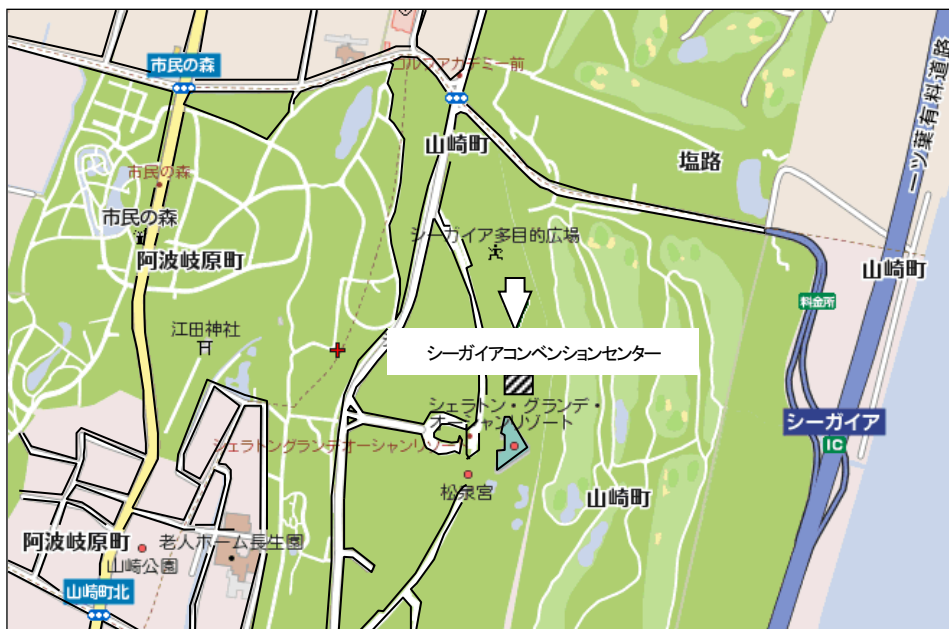 市民の森
ゴルフアカデミー前
一ツ葉有料道路
山崎町
塩路
市民の森
市民の森
シーガイア多目的広場
阿波岐原町
山崎町
料金所
江田神社
シーガイアコンベンションセンター
シェラトン・グランデ・
オーシャンリゾート
シーガイア
IC
シェラトングランデオーシャンリゾート
松泉宮
山崎町
阿波岐原町
老人ホーム長生園
山崎公園
山崎町北